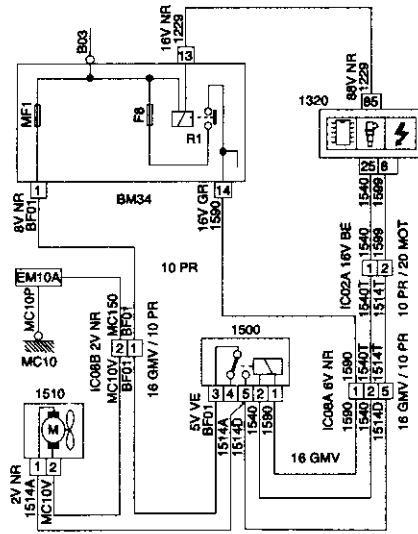 B03
16V NR
1229
13
88V NR
1229
85
1320
MF1
F8
R1
25 6
1540
1599
1
14
BM34
8V NR
BF01
16V GR
1590
IC02A 16V BE
1540
1599
1 2
1540T
1514T
10 PR / 20 MOT
10 PR
EM10A
MC10P
MC10
IC08B 2V NR
MC150
BF01
2 1
MC10V
BF01
16 GMV / 10 PR
1500
3 4 5 2 1
5V VE
BF01
1514A
1514D
1540
1590
IC08A 6V NR
1590
1540T
1514T
1 2 5
1590
1540
1514D
16 GMV / 10 PR
1510
M
1 2
2V NR
1514A
MC10V
16 GMV